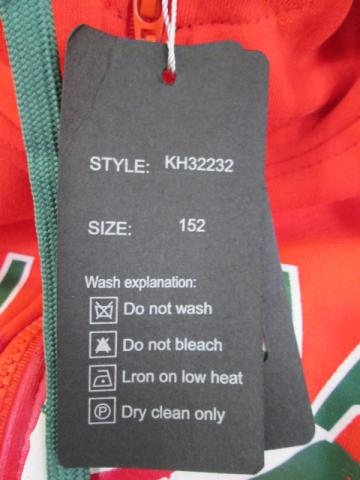 STYLE: KH32232
SIZE: 152
Wash explanation:
Do not wash
Do not bleach
Lron on low heat
P Dry clean only